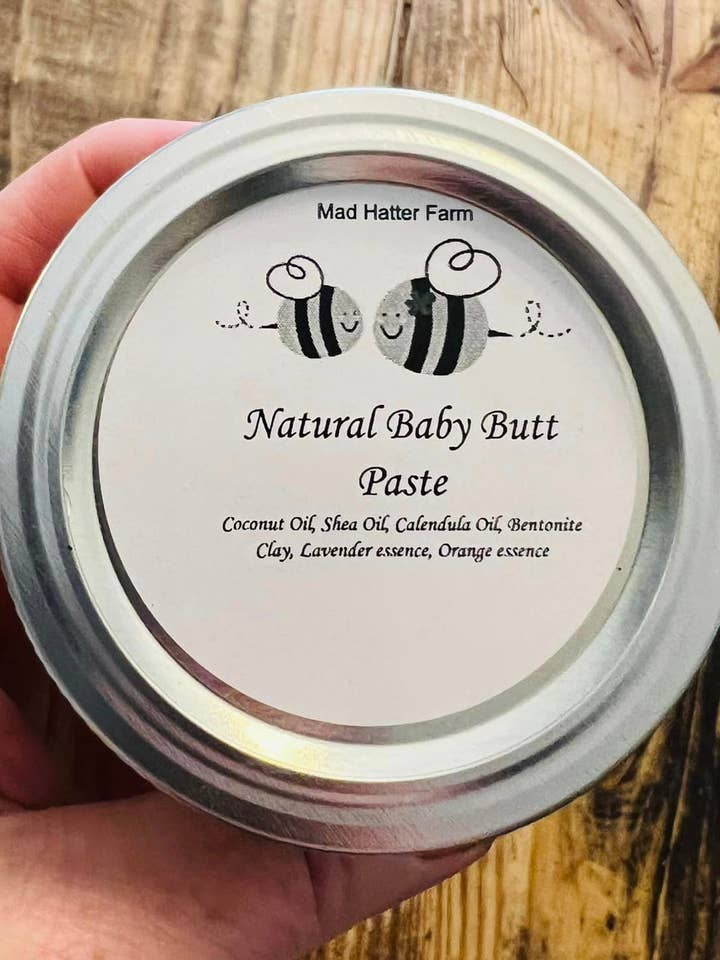 Mad Hatter Farm
Natural Baby Butt
Paste
Coconut Oil, Shea Oil, Calendula Oil, Bentonite
Clay, Lavender essence, Orange essence